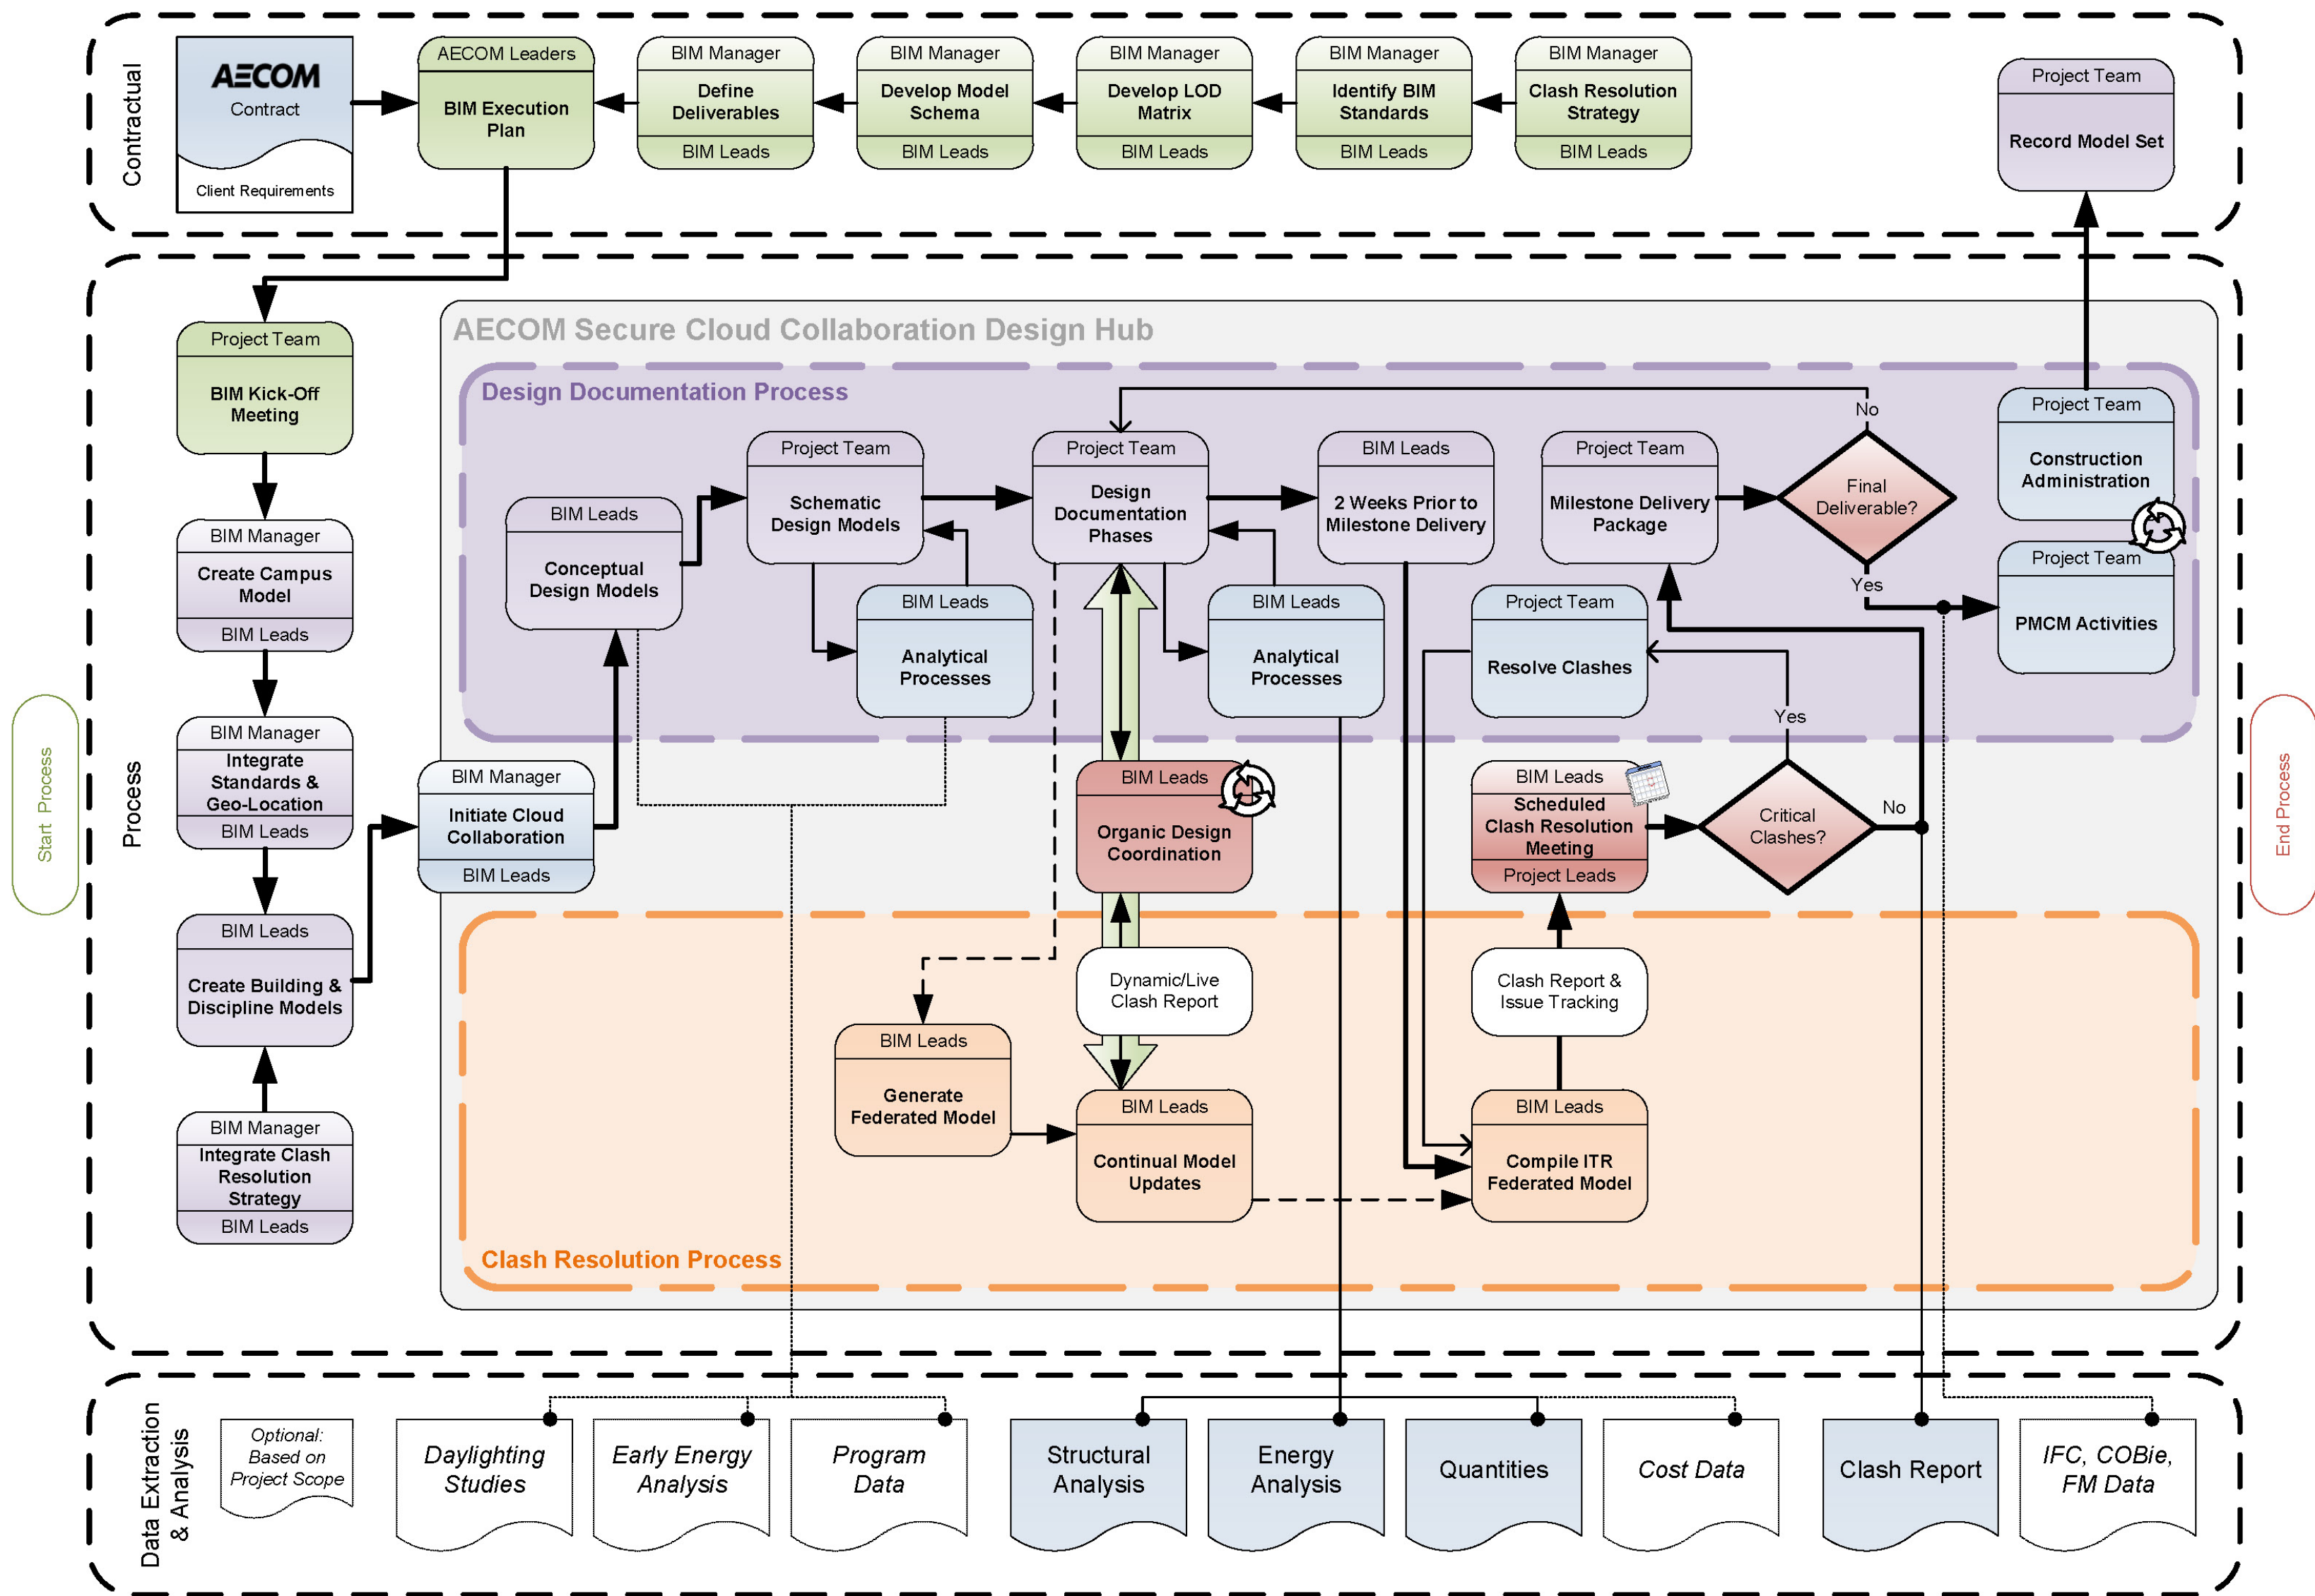 Contractual
AECOM
Contract
Client Requirements
AECOM Leaders
BIM Execution
Plan
BIM Manager
Define
Deliverables
BIM Leads
BIM Manager
Develop Model
Schema
BIM Leads
BIM Manager
Develop LOD
Matrix
BIM Leads
BIM Manager
Identify BIM
Standards
BIM Leads
BIM Manager
Clash Resolution
Strategy
BIM Leads
Project Team
Record Model Set
Start Process
Process
Project Team
BIM Kick-Off
Meeting
BIM Manager
Create Campus
Model
BIM Leads
BIM Manager
Integrate
Standards &
Geo-Location
BIM Leads
BIM Leads
Create Building &
Discipline Models
BIM Manager
Integrate Clash
Resolution
Strategy
BIM Leads
BIM Manager
Initiate Cloud
Collaboration
BIM Leads
AECOM Secure Cloud Collaboration Design Hub
Design Documentation Process
BIM Leads
Conceptual
Design Models
Project Team
Schematic
Design Models
BIM Leads
Analytical
Processes
Project Team
Design
Documentation
Phases
BIM Leads
Analytical
Processes
BIM Leads
2 Weeks Prior to
Milestone Delivery
Project Team
Milestone Delivery
Package
No
Final
Deliverable?
Yes
Project Team
Construction
Administration
Project Team
PMCM Activities
Project Team
Resolve Clashes
Yes
BIM Leads
Organic Design
Coordination
BIM Leads
Scheduled
Clash Resolution
Meeting
Project Leads
Critical
Clashes?
No
Dynamic/Live
Clash Report
Clash Report &
Issue Tracking
BIM Leads
Generate
Federated Model
BIM Leads
Continual Model
Updates
BIM Leads
Compile ITR
Federated Model
Clash Resolution Process
End Process
Data Extraction
& Analysis
Optional:
Based on
Project Scope
Daylighting
Studies
Early Energy
Analysis
Program
Data
Structural
Analysis
Energy
Analysis
Quantities
Cost Data
Clash Report
IFC, COBie,
FM Data